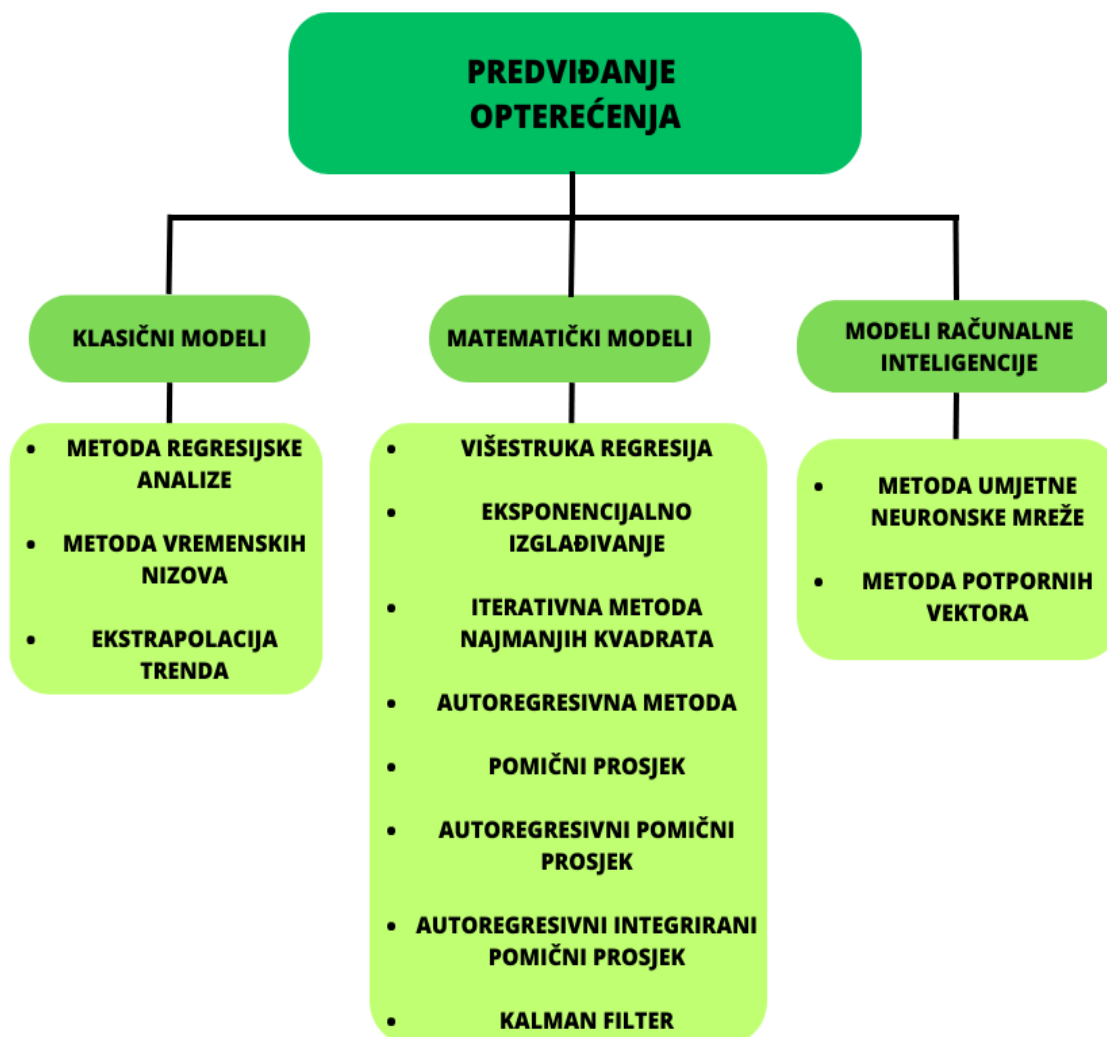 PREDVIĐANJE
OPTEREĆENJA
KLASIČNI MODELI
• METODA REGRESIJSKE
ANALIZE
• METODA VREMENSKIH
NIZOVA
• EKSTRAPOLACIJA
TRENDA
MATEMATIČKI MODELI
• VIŠESTRUKA REGRESIJA
• EKSPONENCIJALNO
IZGLAĐIVANJE
• ITERATIVNA METODA
NAJMANJIH KVADRATA
• AUTOREGRESIVNA METODA
• POMIČNI PROSJEK
• AUTOREGRESIVNI POMIČNI
PROSJEK
• AUTOREGRESIVNI INTEGRIRANI
POMIČNI PROSJEK
• KALMAN FILTER
MODELI RAČUNALNE
INTELIGENCIJE
• METODA UMJETNE
NEURONSKE MREŽE
• METODA POTPORNIH
VEKTORA